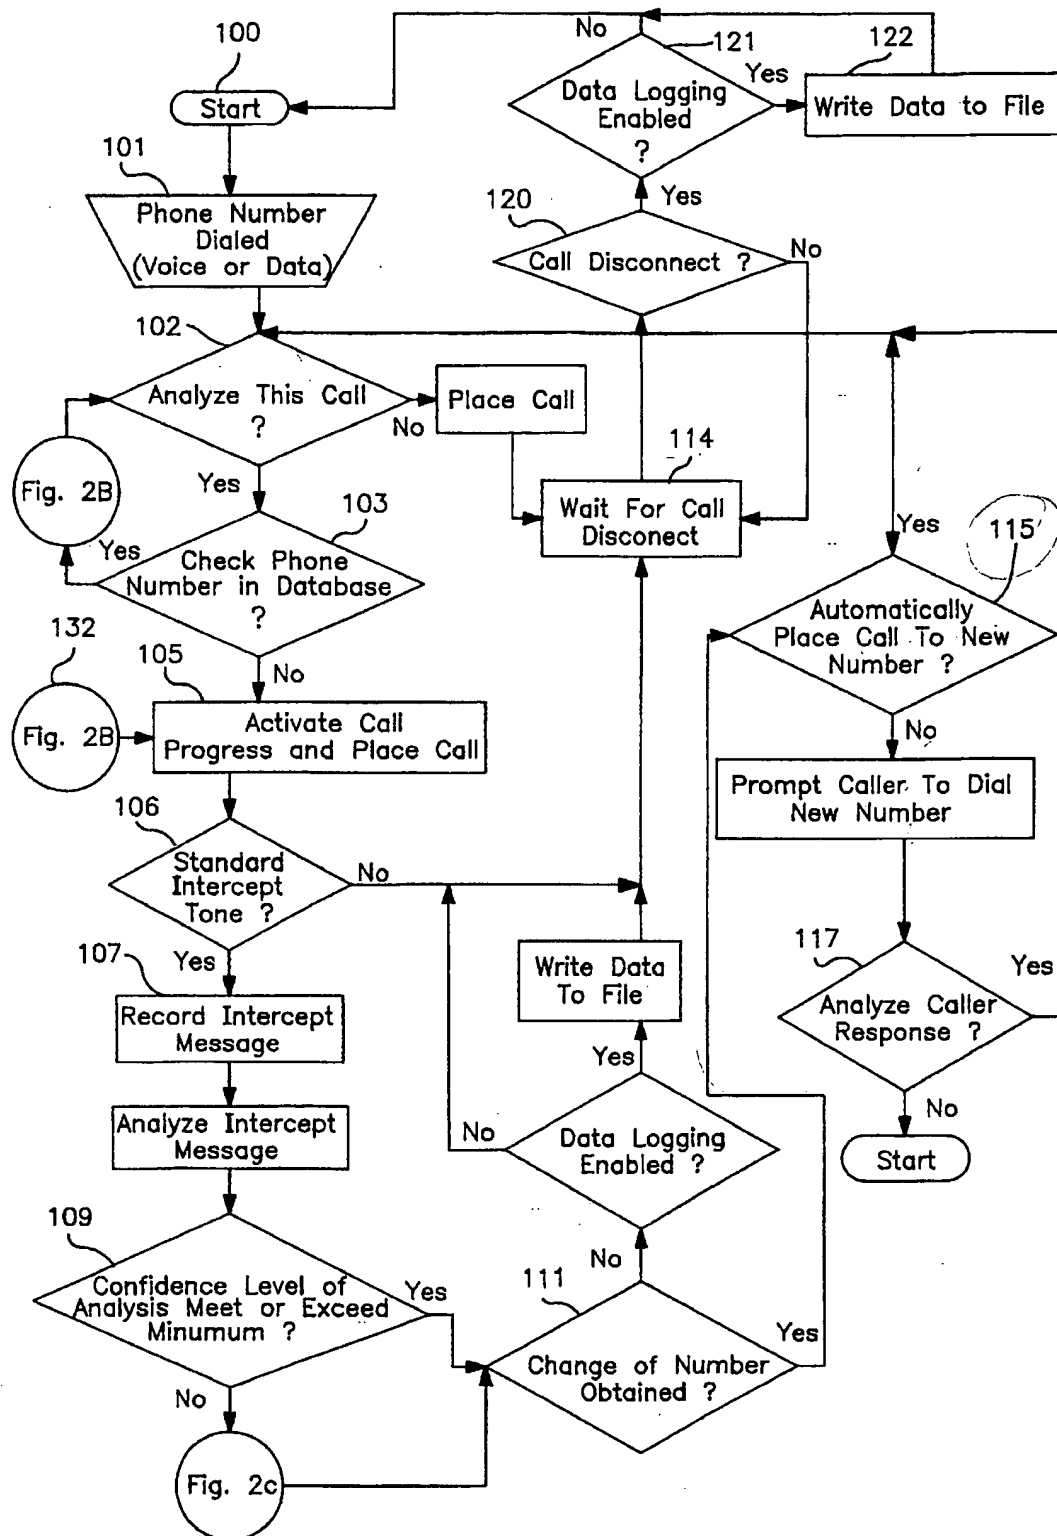 100
Start
101
Phone Number
Dialed
(Voice or Data)
102
Analyze This Call
?
No
Place Call
Yes
Fig. 2B
103
Check Phone
Number in Database
?
Yes
No
132
Fig. 2B
105
Activate Call
Progress and Place Call
106
Standard
Intercept
Tone ?
No
Yes
107
Record Intercept
Message
Analyze Intercept
Message
109
Confidence Level of
Analysis Meet or Exceed
Minumum ?
Yes
No
Fig. 2c
111
Change of Number
Obtained ?
No
Yes
Data Logging
Enabled ?
No
Yes
Write Data
To File
114
Wait For Call
Disconect
120
Call Disconnect ?
No
Yes
121
Data Logging
Enabled
?
No
Yes
122
Write Data to File
115
Yes
Automatically
Place Call To New
Number ?
No
Prompt Caller To Dial
New Number
117
Analyze Caller
Response ?
Yes
No
Start